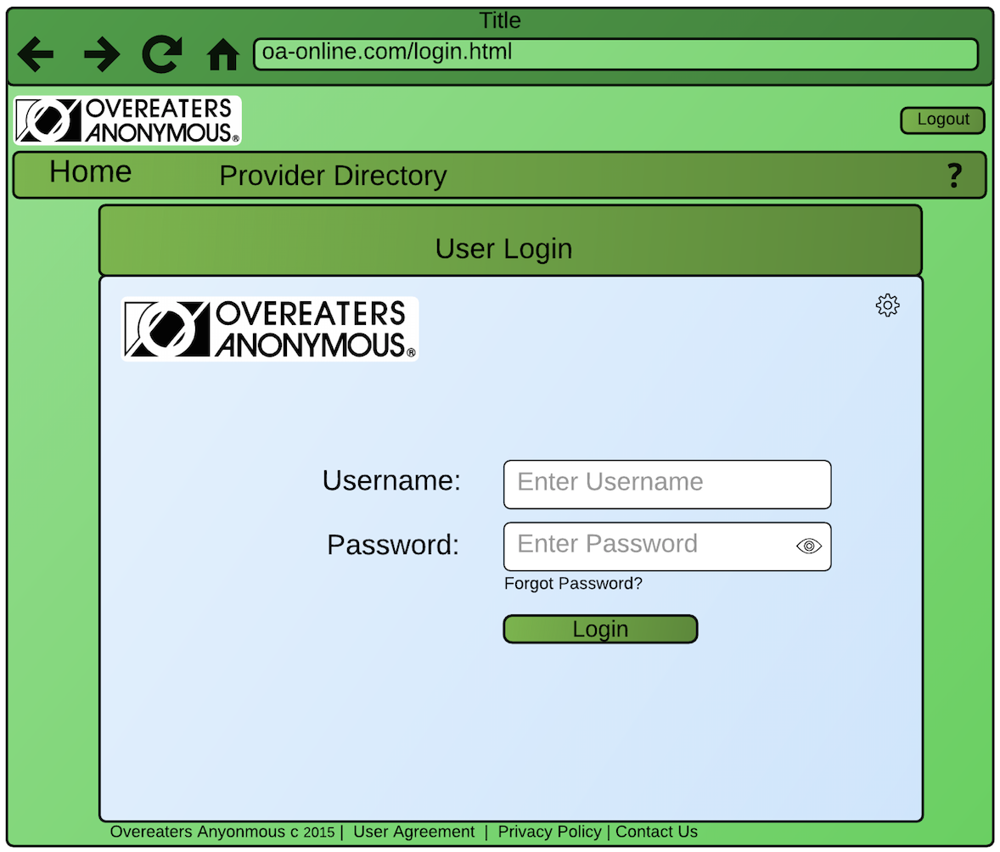 Title
oa-online.com/login.html
OVEREATERS
ANONYMOUS®
Logout
Home Provider Directory ?
User Login
OVEREATERS
ANONYMOUS®
Username: Enter Username
Password: Enter Password
Forgot Password?
Login
Overeaters Anyonmous c 2015 | User Agreement | Privacy Policy | Contact Us